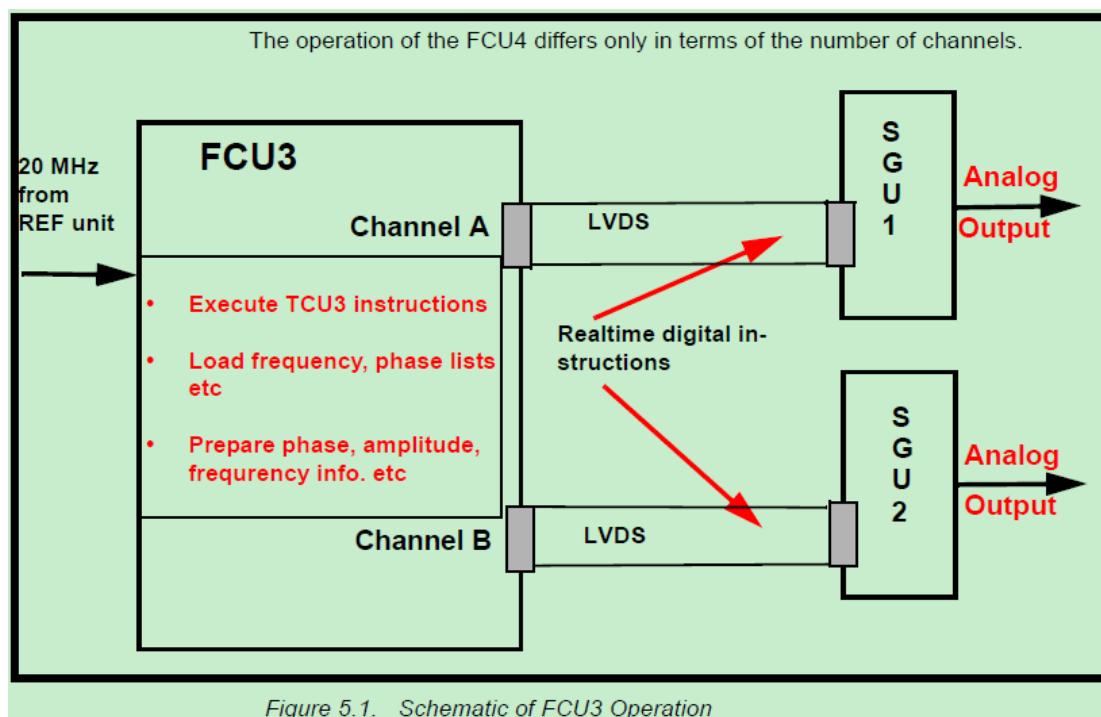 The operation of the FCU4 differs only in terms of the number of channels.
20 MHz
from
REF unit
FCU3
Channel A
• Execute TCU3 instructions
• Load frequency, phase lists
etc
• Prepare phase, amplitude,
frequrency info. etc
Channel B
LVDS
Realtime digital in-
structions
LVDS
S
G
U
1
Analog
Output
S
G
U
2
Analog
Output
Figure 5.1. Schematic of FCU3 Operation